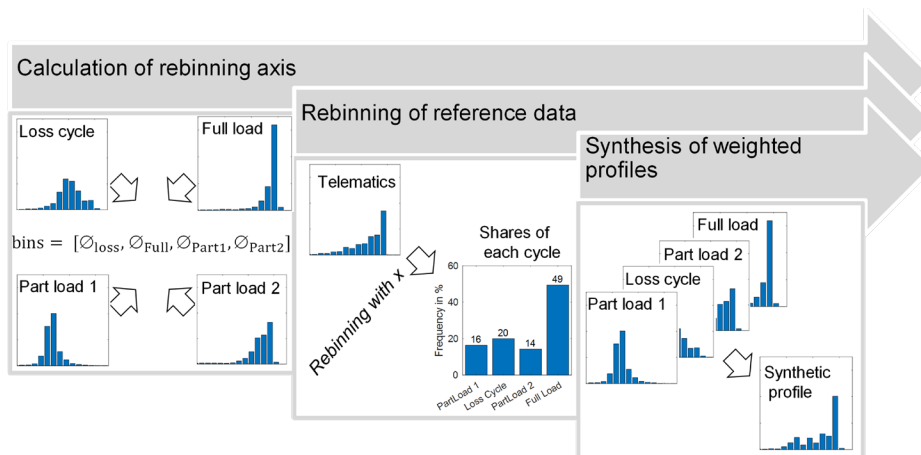 Calculation of rebinning axis
Loss cycle
Full load
bins = [∅loss, ∅Full, ∅Part1, ∅Part2]
Part load 1
Part load 2
Rebinning of reference data
Telematics
Rebinning with x
Shares of
each cycle
Frequency in %
60
40
20
0
16
20
14
49
PartLoad 1
Loss Cycle
PartLoad 2
Full Load
Synthesis of weighted
profiles
Full load
Part load 2
Loss cycle
Part load 1
Synthetic
profile